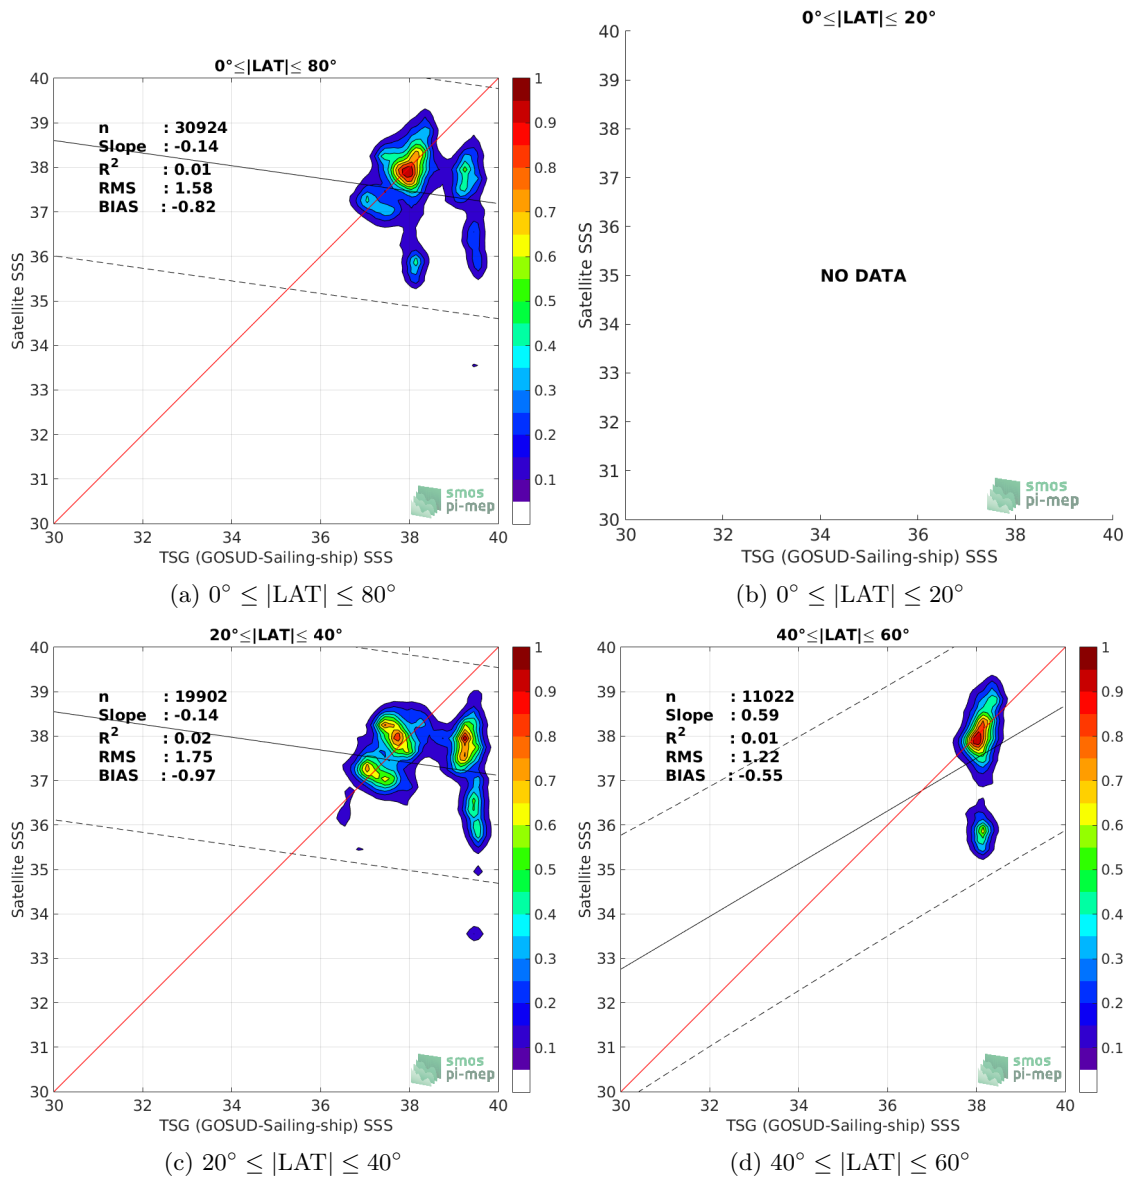 0°≤|LAT|≤ 80°
n : 30924
Slope : -0.14
R² : 0.01
RMS : 1.58
BIAS : -0.82
40
39
38
37
36
35
34
33
32
31
30
30 32 34 36 38 40
Satellite SSS
TSG (GOSUD-Sailing-ship) SSS
1
0.9
0.8
0.7
0.6
0.5
0.4
0.3
0.2
0.1
smos
pi-mep
(a) 0° ≤ |LAT| ≤ 80°
0°≤|LAT|≤ 20°
40
39
38
37
36
35
34
33
32
31
30
30 32 34 36 38 40
Satellite SSS
NO DATA
TSG (GOSUD-Sailing-ship) SSS
smos
pi-mep
(b) 0° ≤ |LAT| ≤ 20°
20°≤|LAT|≤ 40°
n : 19902
Slope : -0.14
R² : 0.02
RMS : 1.75
BIAS : -0.97
40
39
38
37
36
35
34
33
32
31
30
30 32 34 36 38 40
Satellite SSS
TSG (GOSUD-Sailing-ship) SSS
1
0.9
0.8
0.7
0.6
0.5
0.4
0.3
0.2
0.1
smos
pi-mep
(c) 20° ≤ |LAT| ≤ 40°
40°≤|LAT|≤ 60°
n : 11022
Slope : 0.59
R² : 0.01
RMS : 1.22
BIAS : -0.55
40
39
38
37
36
35
34
33
32
31
30
30 32 34 36 38 40
Satellite SSS
TSG (GOSUD-Sailing-ship) SSS
1
0.9
0.8
0.7
0.6
0.5
0.4
0.3
0.2
0.1
smos
pi-mep
(d) 40° ≤ |LAT| ≤ 60°